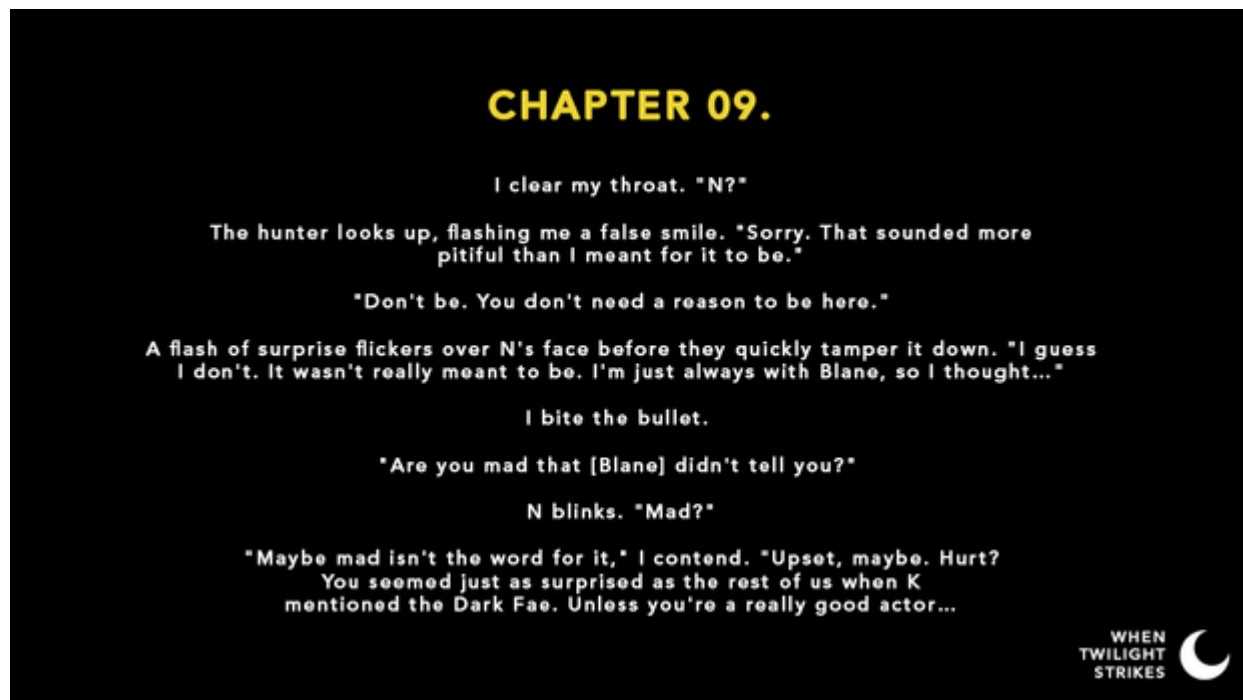 CHAPTER 09.
I clear my throat. "N?"
The hunter looks up, flashing me a false smile. "Sorry. That sounded more
pitiful than I meant for it to be."
"Don't be. You don't need a reason to be here."
A flash of surprise flickers over N's face before they quickly tamper it down. "I guess
I don't. It wasn't really meant to be. I'm just always with Blane, so I thought..."
I bite the bullet.
"Are you mad that [Blane] didn't tell you?"
N blinks. "Mad?"
"Maybe mad isn't the word for it," I contend. "Upset, maybe. Hurt?
You seemed just as surprised as the rest of us when K
mentioned the Dark Fae. Unless you're a really good actor...
WHEN
TWILIGHT
STRIKES